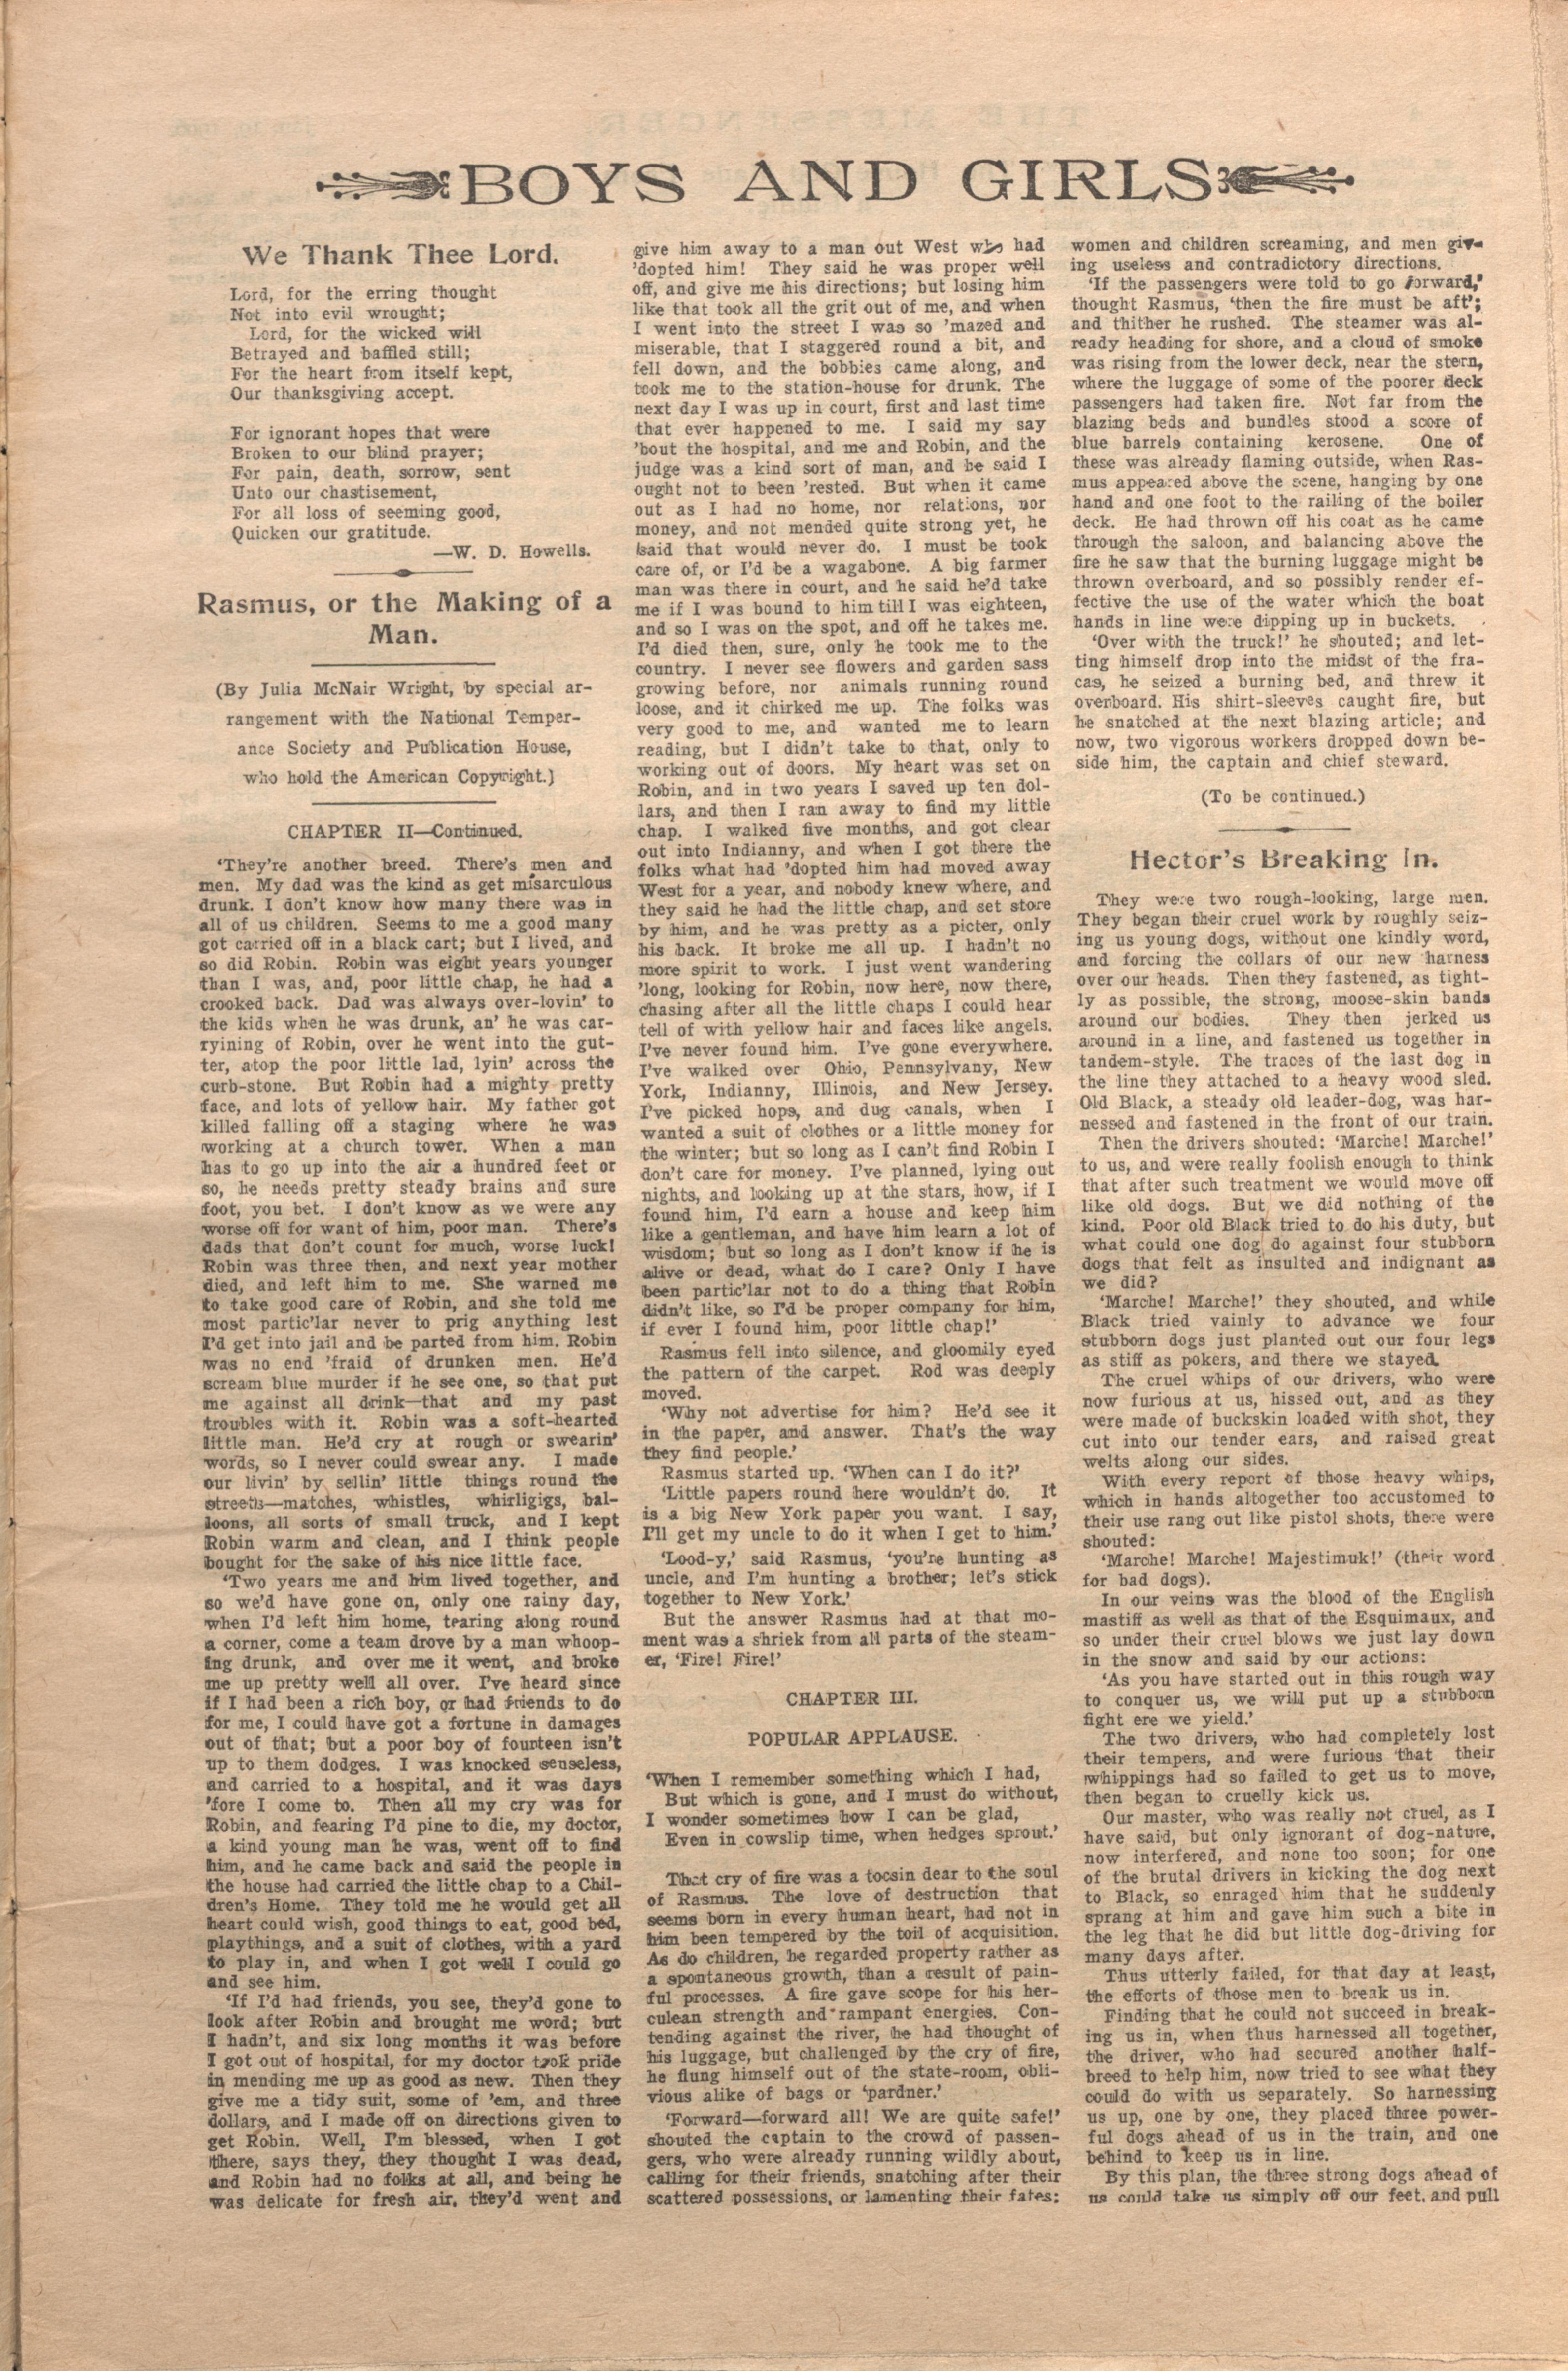 BOYS AND GIRLS
We Thank Thee Lord.
Lord, for the erring thought
Not into evil wrought;
Lord, for the wicked will
Betrayed and baffled still;
For the heart from itself kept,
Our thanksgiving accept.
For ignorant hopes that were
Broken to our blind prayer;
For pain, death, sorrow, sent
Unto our chastisement,
For all loss of seeming good,
Quicken our gratitude.
—W. D. Howells.
Rasmus, or the Making of a
Man.
(By Julia McNair Wright, by special ar-
rangement with the National Temper-
ance Society and Publication House,
who hold the American Copyright.)
CHAPTER II—Continued.
'They're another breed. There's men and
men. My dad was the kind as get misarculous
drunk. I don't know how many there was in
all of us children. Seems to me a good many
got carried off in a black cart; but I lived, and
so did Robin. Robin was eight years younger
than I was, and, poor little chap, he had a
crooked back. Dad was always over-lovin' to
the kids when he was drunk, an' he was car-
ryining of Robin, over he went into the gut-
ter, atop the poor little lad, lyin' across the
curb-stone. But Robin had a mighty pretty
face, and lots of yellow hair. My father got
killed falling off a staging where he was
working at a church tower. When a man
has to go up into the air a hundred feet or
so, he needs pretty steady brains and sure
foot, you bet. I don't know as we were any
worse off for want of him, poor man. There's
dads that don't count for much, worse luck!
Robin was three then, and next year mother
died, and left him to me. She warned me
to take good care of Robin, and she told me
most partic'lar never to prig anything lest
I'd get into jail and be parted from him. Robin
was no end 'fraid of drunken men. He'd
scream blue murder if he see one, so that put
me against all drink—that and my past
troubles with it. Robin was a soft-hearted
little man. He'd cry at rough or swearin'
words, so I never could swear any. I made
our livin' by sellin' little things round the
streets—matches, whistles, whirligigs, bal-
loons, all sorts of small truck, and I kept
Robin warm and clean, and I think people
bought for the sake of his nice little face.
'Two years me and him lived together, and
so we'd have gone on, only one rainy day,
when I'd left him home, tearing along round
a corner, come a team drove by a man whoop-
ing drunk, and over me it went, and broke
me up pretty well all over. I've heard since
if I had been a rich boy, or had friends to do
for me, I could have got a fortune in damages
out of that; but a poor boy of fourteen isn't
up to them dodges. I was knocked senseless,
and carried to a hospital, and it was days
'fore I come to. Then all my cry was for
Robin, and fearing I'd pine to die, my doctor,
a kind young man he was, went off to find
him, and he came back and said the people in
the house had carried the little chap to a Chil-
dren's Home. They told me he would get all
heart could wish, good things to eat, good bed,
playthings, and a suit of clothes, with a yard
to play in, and when I got well I could go
and see him.
'If I'd had friends, you see, they'd gone to
look after Robin and brought me word; but
I hadn't, and six long months it was before
I got out of hospital, for my doctor took pride
in mending me up as good as new. Then they
give me a tidy suit, some of 'em, and three
dollars, and I made off on directions given to
get Robin. Well, I'm blessed, when I got
there, says they, they thought I was dead,
and Robin had no folks at all, and being he
was delicate for fresh air, they'd went and
give him away to a man out West who had
'dopted him! They said he was proper well
off, and give me his directions; but losing him
like that took all the grit out of me, and when
I went into the street I was so 'mazed and
miserable, that I staggered round a bit, and
fell down, and the bobbies came along, and
took me to the station-house for drunk. The
next day I was up in court, first and last time
that ever happened to me. I said my say
'bout the hospital, and me and Robin, and the
judge was a kind sort of man, and he said I
ought not to been 'rested. But when it came
out as I had no home, nor relations, nor
money, and not mended quite strong yet, he
said that would never do. I must be took
care of, or I'd be a wagabone. A big farmer
man was there in court, and he said he'd take
me if I was bound to him till I was eighteen,
and so I was on the spot, and off he takes me.
I'd died then, sure, only he took me to the
country. I never see flowers and garden sass
growing before, nor animals running round
loose, and it chirked me up. The folks was
very good to me, and wanted me to learn
reading, but I didn't take to that, only to
working out of doors. My heart was set on
Robin, and in two years I saved up ten dol-
lars, and then I ran away to find my little
chap. I walked five months, and got clear
out into Indianny, and when I got there the
folks what had 'dopted him had moved away
West for a year, and nobody knew where, and
they said he had the little chap, and set store
by him, and he was pretty as a picter, only
his back. It broke me all up. I hadn't no
more spirit to work. I just went wandering
'long, looking for Robin, now here, now there,
chasing after all the little chaps I could hear
tell of with yellow hair and faces like angels.
I've never found him. I've gone everywhere.
I've walked over Ohio, Pennsylvany, New
York, Indianny, Illinois, and New Jersey.
I've picked hops, and dug canals, when I
wanted a suit of clothes or a little money for
the winter; but so long as I can't find Robin I
don't care for money. I've planned, lying out
nights, and looking up at the stars, how, if I
found him, I'd earn a house and keep him
like a gentleman, and have him learn a lot of
wisdom; but so long as I don't know if he is
alive or dead, what do I care? Only I have
been partic'lar not to do a thing that Robin
didn't like, so I'd be proper company for him,
if ever I found him, poor little chap!'
Rasmus fell into silence, and gloomily eyed
the pattern of the carpet. Rod was deeply
moved.
'Why not advertise for him? He'd see it
in the paper, and answer. That's the way
they find people.'
Rasmus started up. 'When can I do it?'
'Little papers round here wouldn't do. It
is a big New York paper you want. I say,
I'll get my uncle to do it when I get to him.'
'Lood-y,' said Rasmus, 'you're hunting as
uncle, and I'm hunting a brother; let's stick
together to New York.'
But the answer Rasmus had at that mo-
ment was a shriek from all parts of the steam-
er, 'Fire! Fire!'
CHAPTER III.
POPULAR APPLAUSE.
'When I remember something which I had,
But which is gone, and I must do without,
I wonder sometimes how I can be glad,
Even in cowslip time, when hedges sprout.'
That cry of fire was a tocsin dear to the soul
of Rasmus. The love of destruction that
seems born in every human heart, had not in
him been tempered by the toil of acquisition.
As do children, he regarded property rather as
a spontaneous growth, than a result of pain-
ful processes. A fire gave scope for his her-
culean strength and rampant energies. Con-
tending against the river, he had thought of
his luggage, but challenged by the cry of fire,
he flung himself out of the state-room, obli-
vious alike of bags or 'pardner.'
'Forward—forward all! We are quite safe!'
shouted the captain to the crowd of passen-
gers, who were already running wildly about,
calling for their friends, snatching after their
scattered possessions, or lamenting their fates;
women and children screaming, and men giv-
ing useless and contradictory directions.
'If the passengers were told to go forward,'
thought Rasmus, 'then the fire must be aft';
and thither he rushed. The steamer was al-
ready heading for shore, and a cloud of smoke
was rising from the lower deck, near the stern,
where the luggage of some of the poorer deck
passengers had taken fire. Not far from the
blazing beds and bundles stood a score of
blue barrels containing kerosene. One of
these was already flaming outside, when Ras-
mus appeared above the scene, hanging by one
hand and one foot to the railing of the boiler
deck. He had thrown off his coat as he came
through the saloon, and balancing above the
fire he saw that the burning luggage might be
thrown overboard, and so possibly render ef-
fective the use of the water which the boat
hands in line were dipping up in buckets.
'Over with the truck!' he shouted; and let-
ting himself drop into the midst of the fra-
cas, he seized a burning bed, and threw it
overboard. His shirt-sleeves caught fire, but
he snatched at the next blazing article; and
now, two vigorous workers dropped down be-
side him, the captain and chief steward.
(To be continued.)
Hector's Breaking In.
They were two rough-looking, large men.
They began their cruel work by roughly seiz-
ing us young dogs, without one kindly word,
and forcing the collars of our new harness
over our heads. Then they fastened, as tight-
ly as possible, the strong, moose-skin bands
around our bodies. They then jerked us
around in a line, and fastened us together in
tandem-style. The traces of the last dog in
the line they attached to a heavy wood sled.
Old Black, a steady old leader-dog, was har-
nessed and fastened in the front of our train.
Then the drivers shouted: 'Marche! Marche!'
to us, and were really foolish enough to think
that after such treatment we would move off
like old dogs. But we did nothing of the
kind. Poor old Black tried to do his duty, but
what could one dog do against four stubborn
dogs that felt as insulted and indignant as
we did?
'Marche! Marche!' they shouted, and while
Black tried vainly to advance we four
stubborn dogs just planted out our four legs
as stiff as pokers, and there we stayed.
The cruel whips of our drivers, who were
now furious at us, hissed out, and as they
were made of buckskin loaded with shot, they
cut into our tender ears, and raised great
welts along our sides.
With every report of those heavy whips,
which in hands altogether too accustomed to
their use rang out like pistol shots, there were
shouted:
'Marche! Marche! Majestimuk!' (their word
for bad dogs).
In our veins was the blood of the English
mastiff as well as that of the Esquimaux, and
so under their cruel blows we just lay down
in the snow and said by our actions:
'As you have started out in this rough way
to conquer us, we will put up a stubborn
fight ere we yield.'
The two drivers, who had completely lost
their tempers, and were furious that their
whippings had so failed to get us to move,
then began to cruelly kick us.
Our master, who was really not cruel, as I
have said, but only ignorant of dog-nature,
now interfered, and none too soon; for one
of the brutal drivers in kicking the dog next
to Black, so enraged him that he suddenly
sprang at him and gave him such a bite in
the leg that he did but little dog-driving for
many days after.
Thus utterly failed, for that day at least,
the efforts of those men to break us in.
Finding that he could not succeed in break-
ing us in, when thus harnessed all together,
the driver, who had secured another half-
breed to help him, now tried to see what they
could do with us separately. So harnessing
us up, one by one, they placed three power-
ful dogs ahead of us in the train, and one
behind to keep us in line.
By this plan, the three strong dogs ahead of
us could take us simply off our feet, and pull